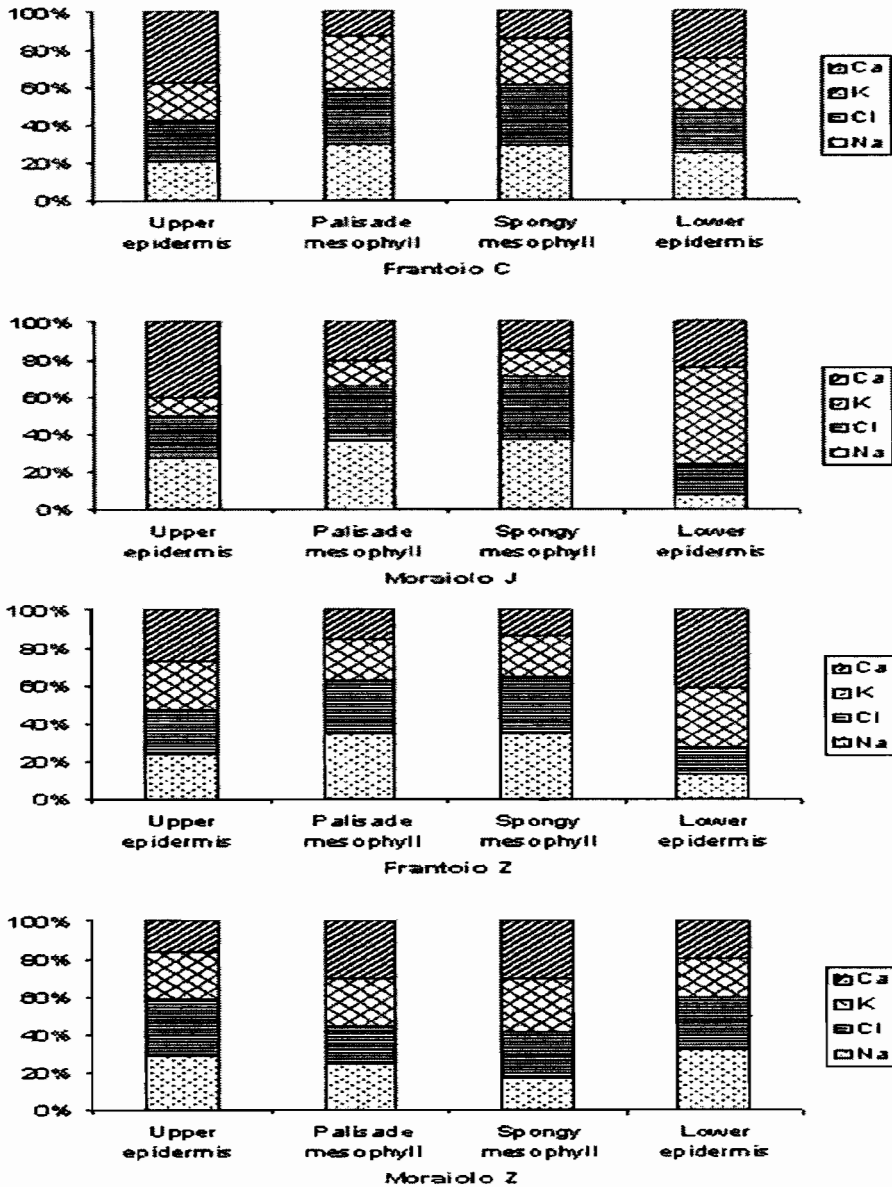 100%
80%
60%
40%
20%
0%
Upper epidermis
Palisade mesophyll
Spongy mesophyll
Lower epidermis
Frantoio C
Ca
K
Cl
Na
100%
80%
60%
40%
20%
0%
Upper epidermis
Palisade mesophyll
Spongy mesophyll
Lower epidermis
Moraiolo J
Ca
K
Cl
Na
100%
80%
60%
40%
20%
0%
Upper epidermis
Palisade mesophyll
Spongy mesophyll
Lower epidermis
Frantoio Z
Ca
K
Cl
Na
100%
80%
60%
40%
20%
0%
Upper epidermis
Palisade mesophyll
Spongy mesophyll
Lower epidermis
Moraiolo Z
Ca
K
Cl
Na